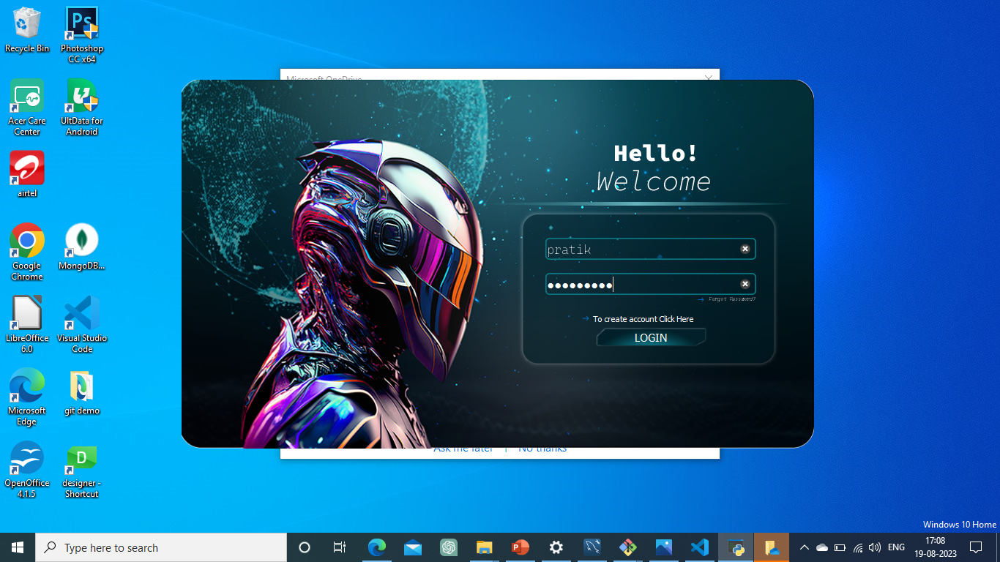 Recycle Bin
Photoshop
CC x64
Ps
Acer Care
Center
UltData for
Android
airtel
Google
Chrome
MongoDB...
LibreOffice
6.0
Visual Studio
Code
Microsoft
Edge
git demo
OpenOffice
4.1.5
D
designer -
Shortcut
Microsoft OneDrive
Hello!
Welcome
pratik
●●●●●●●●●
Forgot Password?
To create account Click Here
LOGIN
Ask me later | No thanks
Windows 10 Home
Type here to search
ENG
17:08
19-08-2023